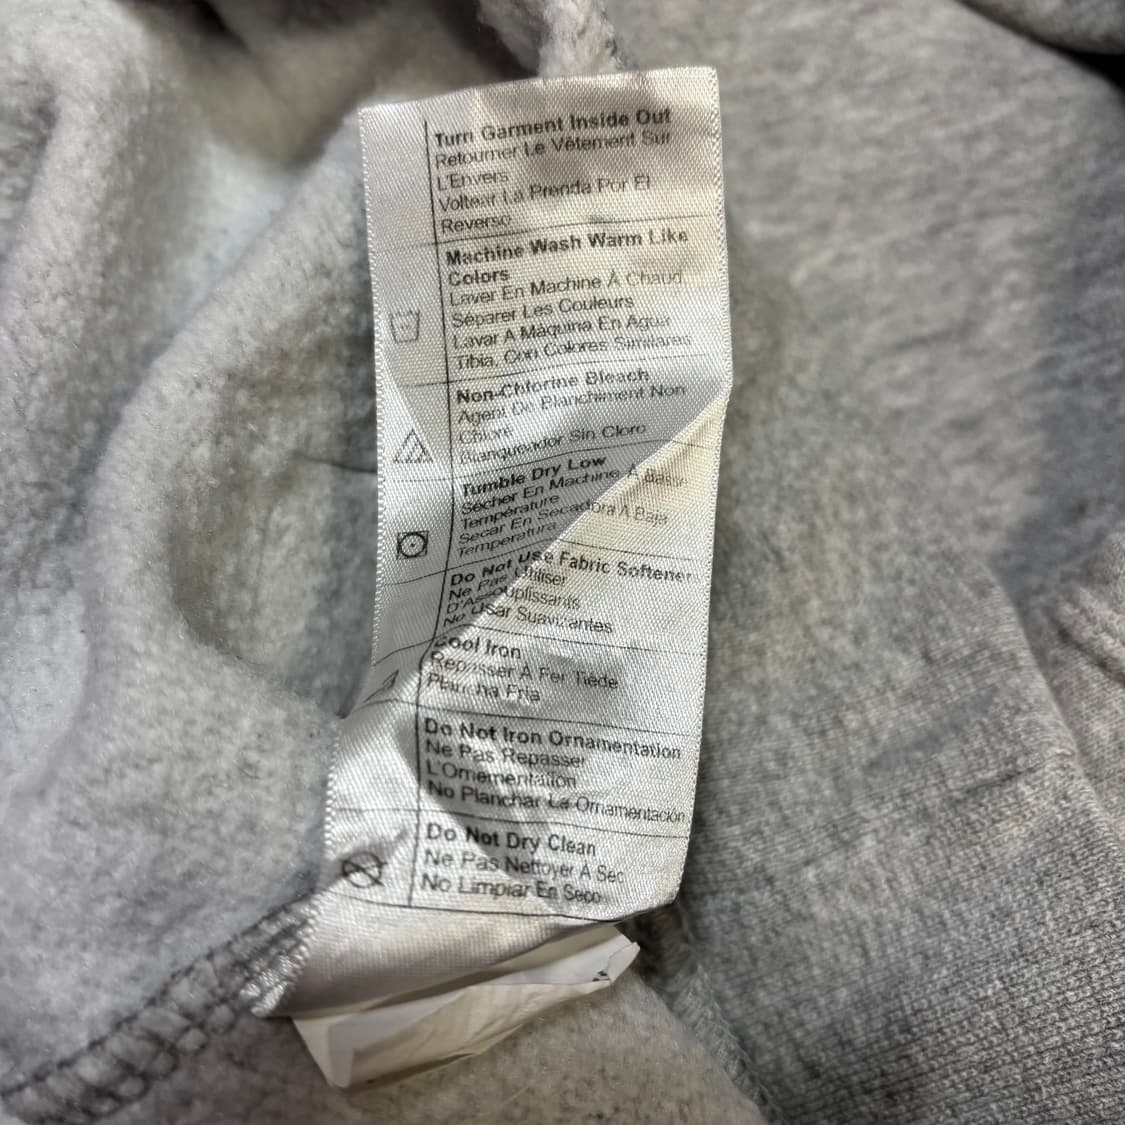 Turn Garment Inside Out
Retourner Le Vêtement Sur
L'Envers
Voltear La Prenda Por El
Reverso
Machine Wash Warm Like
Colors
Laver En Machine À Chaud
Séparer Les Couleurs
Lavar A Maquina En Agua
Tibia, Con Colores Similares
Non-Chlorine Bleach
Agent De Blanchiment Non
Chloré
Blanqueador Sin Cloro
Tumble Dry Low
Sécher En Machine À Basse
Température
Secar En Secadora A Baja
Temperatura
Do Not Use Fabric Softener
Ne Pas Utiliser
D'Assouplissants
No Usar Suavizantes
Cool Iron
Repasser À Fer Tiède
Plancha Fria
Do Not Iron Ornamentation
Ne Pas Repasser
L'Ornementation
No Planchar La Ornamentación
Do Not Dry Clean
Ne Pas Nettoyer À Sec
No Limpiar En Seco